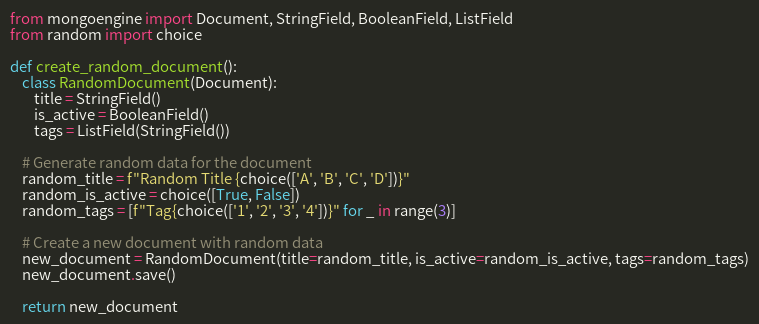 from mongoengine import Document, StringField, BooleanField, ListField
from random import choice

def create_random_document():
    class RandomDocument(Document):
        title = StringField()
        is_active = BooleanField()
        tags = ListField(StringField())

    # Generate random data for the document
    random_title = f"Random Title {choice(['A', 'B', 'C', 'D'])}"
    random_is_active = choice([True, False])
    random_tags = [f"Tag{choice(['1', '2', '3', '4'])}" for _ in range(3)]

    # Create a new document with random data
    new_document = RandomDocument(title=random_title, is_active=random_is_active, tags=random_tags)
    new_document.save()

    return new_document